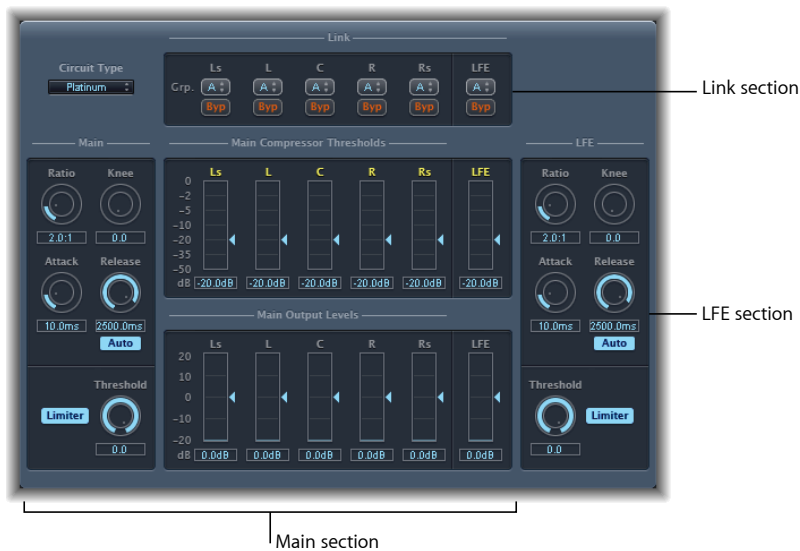 Link
Circuit Type
Platinum
Ls L C R Rs LFE
Grp. A A A A A A
Byp Byp Byp Byp Byp Byp
Link section
Main
Ratio Knee
2.0:1 0.0
Attack Release
10.0ms 2500.0ms
Auto
Threshold
Limiter
0.0
Main Compressor Thresholds
Ls L C R Rs LFE
0
-2
-5
-10
-20
-35
-50
dB -20.0dB -20.0dB -20.0dB -20.0dB -20.0dB -20.0dB
Main Output Levels
Ls L C R Rs LFE
20
10
0
-10
-20
dB 0.0dB 0.0dB 0.0dB 0.0dB 0.0dB 0.0dB
LFE
Ratio Knee
2.0:1 0.0
Attack Release
10.0ms 2500.0ms
Auto
Threshold
Limiter
0.0
LFE section
Main section